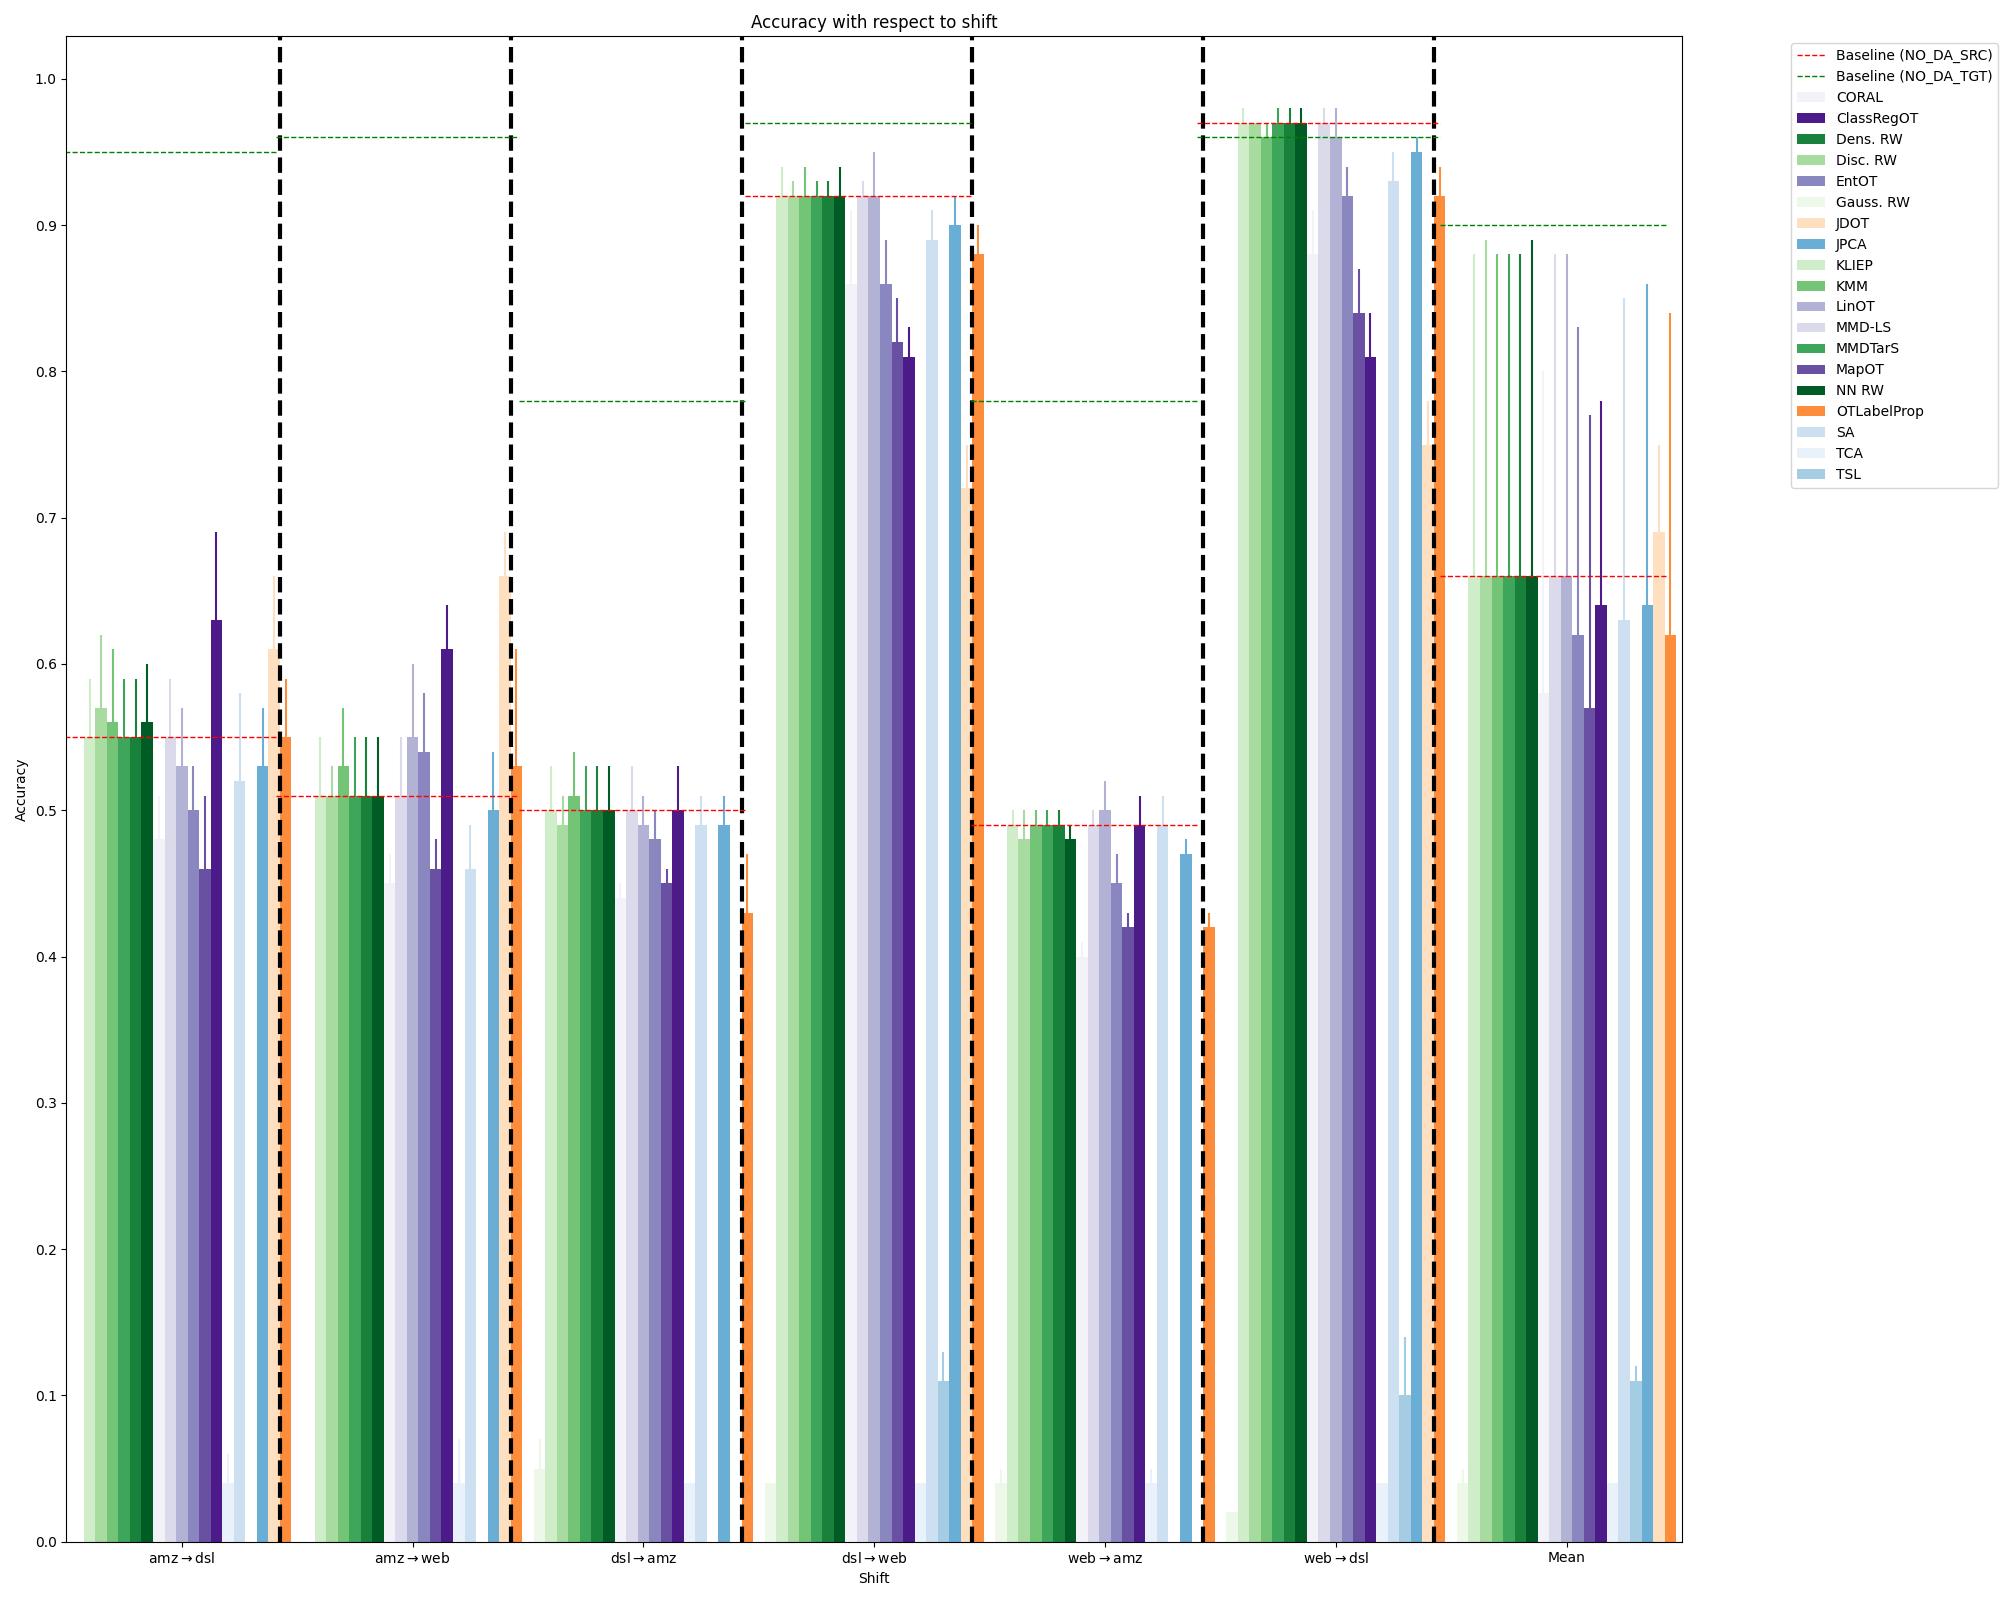 Accuracy with respect to shift
Accuracy
1.0
0.9
0.8
0.7
0.6
0.5
0.4
0.3
0.2
0.1
0.0
amz→dsl
amz→web
dsl→amz
dsl→web
web→amz
web→dsl
Mean
Shift
Baseline (NO_DA_SRC)
Baseline (NO_DA_TGT)
CORAL
ClassRegOT
Dens. RW
Disc. RW
EntOT
Gauss. RW
JDOT
JPCA
KLIEP
KMM
LinOT
MMD-LS
MMDTarS
MapOT
NN RW
OTLabelProp
SA
TCA
TSL